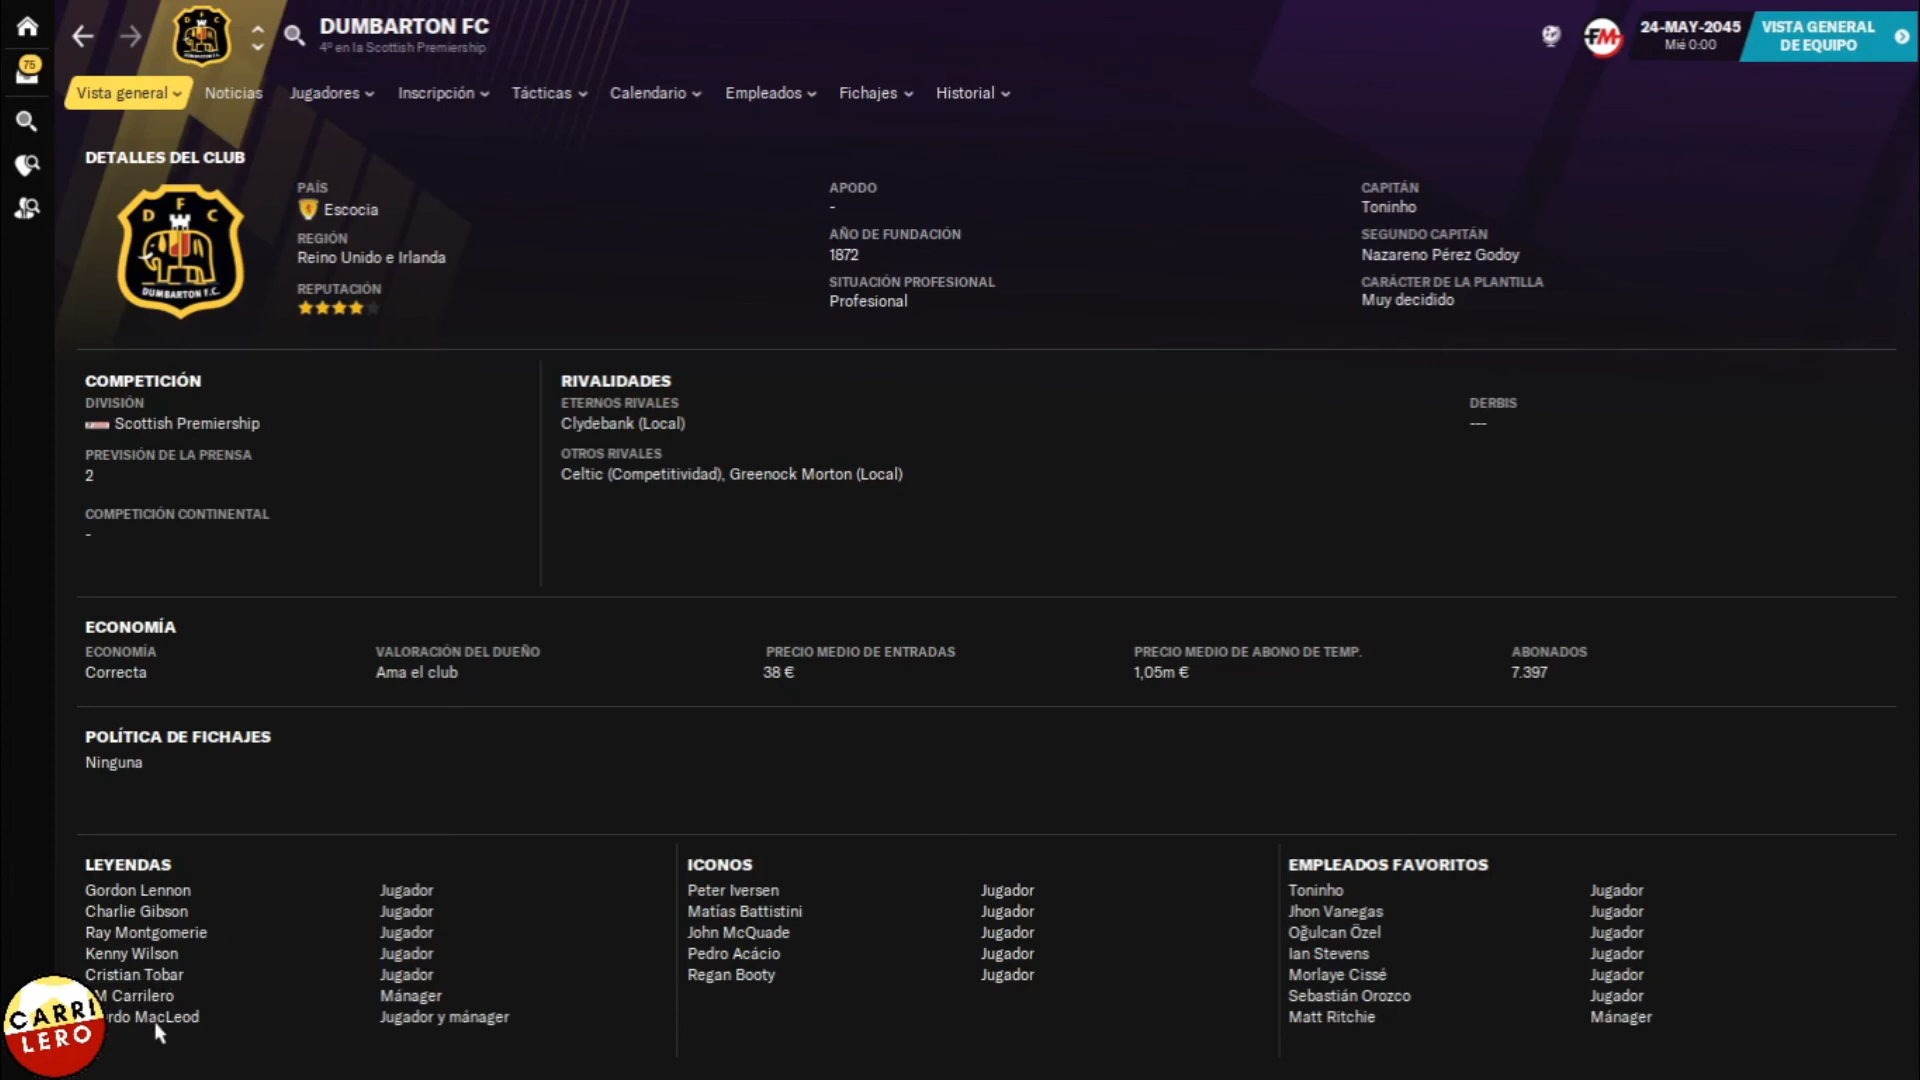 DUMBARTON FC
4º en la Scottish Premiership
24-MAY-2045
Mié 0:00
VISTA GENERAL
DE EQUIPO
75
Vista general
Noticias
Jugadores
Inscripción
Tácticas
Calendario
Empleados
Fichajes
Historial
DETALLES DEL CLUB
D F C
DUMBARTON F.C.
PAÍS
Escocia
REGIÓN
Reino Unido e Irlanda
REPUTACIÓN
APODO
-
AÑO DE FUNDACIÓN
1872
SITUACIÓN PROFESIONAL
Profesional
CAPITÁN
Toninho
SEGUNDO CAPITÁN
Nazareno Pérez Godoy
CARÁCTER DE LA PLANTILLA
Muy decidido
COMPETICIÓN
DIVISIÓN
Scottish Premiership
PREVISIÓN DE LA PRENSA
2
COMPETICIÓN CONTINENTAL
-
RIVALIDADES
ETERNOS RIVALES
Clydebank (Local)
OTROS RIVALES
Celtic (Competitividad), Greenock Morton (Local)
DERBIS
---
ECONOMÍA
ECONOMÍA
Correcta
VALORACIÓN DEL DUEÑO
Ama el club
PRECIO MEDIO DE ENTRADAS
38 €
PRECIO MEDIO DE ABONO DE TEMP.
1,05m €
ABONADOS
7.397
POLÍTICA DE FICHAJES
Ninguna
LEYENDAS
Gordon Lennon Jugador
Charlie Gibson Jugador
Ray Montgomerie Jugador
Kenny Wilson Jugador
Cristian Tobar Jugador
M Carrilero Mánager
rdo MacLeod Jugador y mánager
ICONOS
Peter Iversen Jugador
Matías Battistini Jugador
John McQuade Jugador
Pedro Acácio Jugador
Regan Booty Jugador
EMPLEADOS FAVORITOS
Toninho Jugador
Jhon Vanegas Jugador
Oğulcan Özel Jugador
Ian Stevens Jugador
Morlaye Cissé Jugador
Sebastián Orozco Jugador
Matt Ritchie Mánager
CARRI
LERO
FM